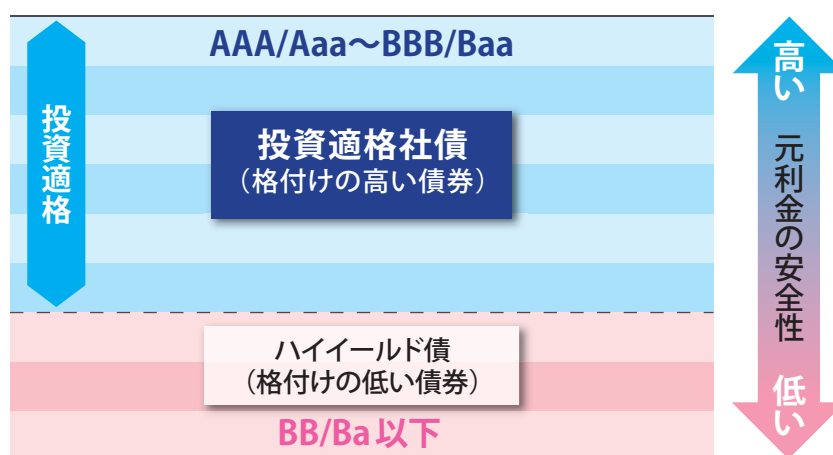 AAA/Aaa～BBB/Baa
投資適格
投資適格社債
（格付けの高い債券）
ハイイールド債
（格付けの低い債券）
BB/Ba以下
高い
元利金の安全性
低い